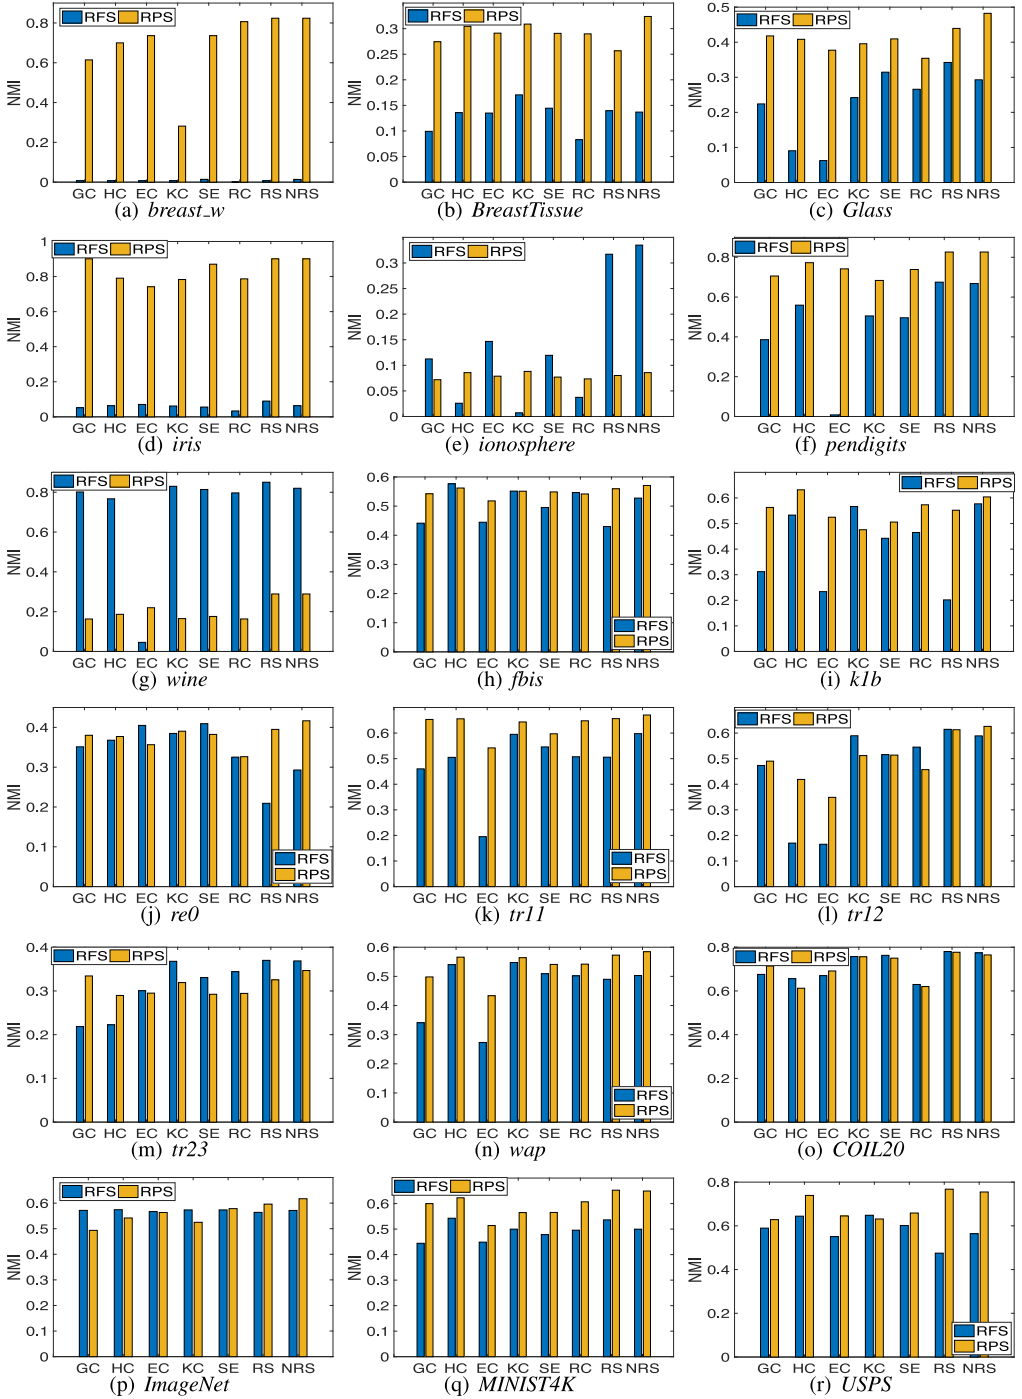 RFS RPS
NMI
0.8
0.6
0.4
0.2
0
GC HC EC KC SE RC RS NRS
(a) breast_w
RFS RPS
NMI
0.3
0.25
0.2
0.15
0.1
0.05
0
GC HC EC KC SE RC RS NRS
(b) BreastTissue
RFS RPS
NMI
0.5
0.4
0.3
0.2
0.1
0
GC HC EC KC SE RC RS NRS
(c) Glass
RFS RPS
NMI
1
0.8
0.6
0.4
0.2
0
GC HC EC KC SE RC RS NRS
(d) iris
RFS RPS
NMI
0.3
0.25
0.2
0.15
0.1
0.05
0
GC HC EC KC SE RC RS NRS
(e) ionosphere
RFS RPS
NMI
0.8
0.6
0.4
0.2
0
GC HC EC KC SE RS NRS
(f) pendigits
RFS RPS
NMI
0.8
0.6
0.4
0.2
0
GC HC EC KC SE RC RS NRS
(g) wine
NMI
0.6
0.5
0.4
0.3
0.2
0.1
0
RFS
RPS
GC HC EC KC SE RC RS NRS
(h) fbis
RFS RPS
NMI
0.6
0.5
0.4
0.3
0.2
0.1
0
GC HC EC KC SE RC RS NRS
(i) k1b
NMI
0.4
0.3
0.2
0.1
0
RFS
RPS
GC HC EC KC SE RC RS NRS
(j) re0
NMI
0.6
0.5
0.4
0.3
0.2
0.1
0
RFS
RPS
GC HC EC KC SE RC RS NRS
(k) tr11
RFS RPS
NMI
0.6
0.5
0.4
0.3
0.2
0.1
0
GC HC EC KC SE RC RS NRS
(l) tr12
RFS RPS
NMI
0.4
0.3
0.2
0.1
0
GC HC EC KC SE RC RS NRS
(m) tr23
NMI
0.6
0.5
0.4
0.3
0.2
0.1
0
RFS
RPS
GC HC EC KC SE RC RS NRS
(n) wap
RFS RPS
NMI
0.8
0.6
0.4
0.2
0
GC HC EC KC SE RC RS NRS
(o) COIL20
RFS RPS
NMI
0.6
0.5
0.4
0.3
0.2
0.1
0
GC HC EC KC SE RS NRS
(p) ImageNet
RFS RPS
NMI
0.6
0.5
0.4
0.3
0.2
0.1
0
GC HC EC KC SE RC RS NRS
(q) MINIST4K
NMI
0.8
0.6
0.4
0.2
0
RFS
RPS
GC HC EC KC SE RS NRS
(r) USPS